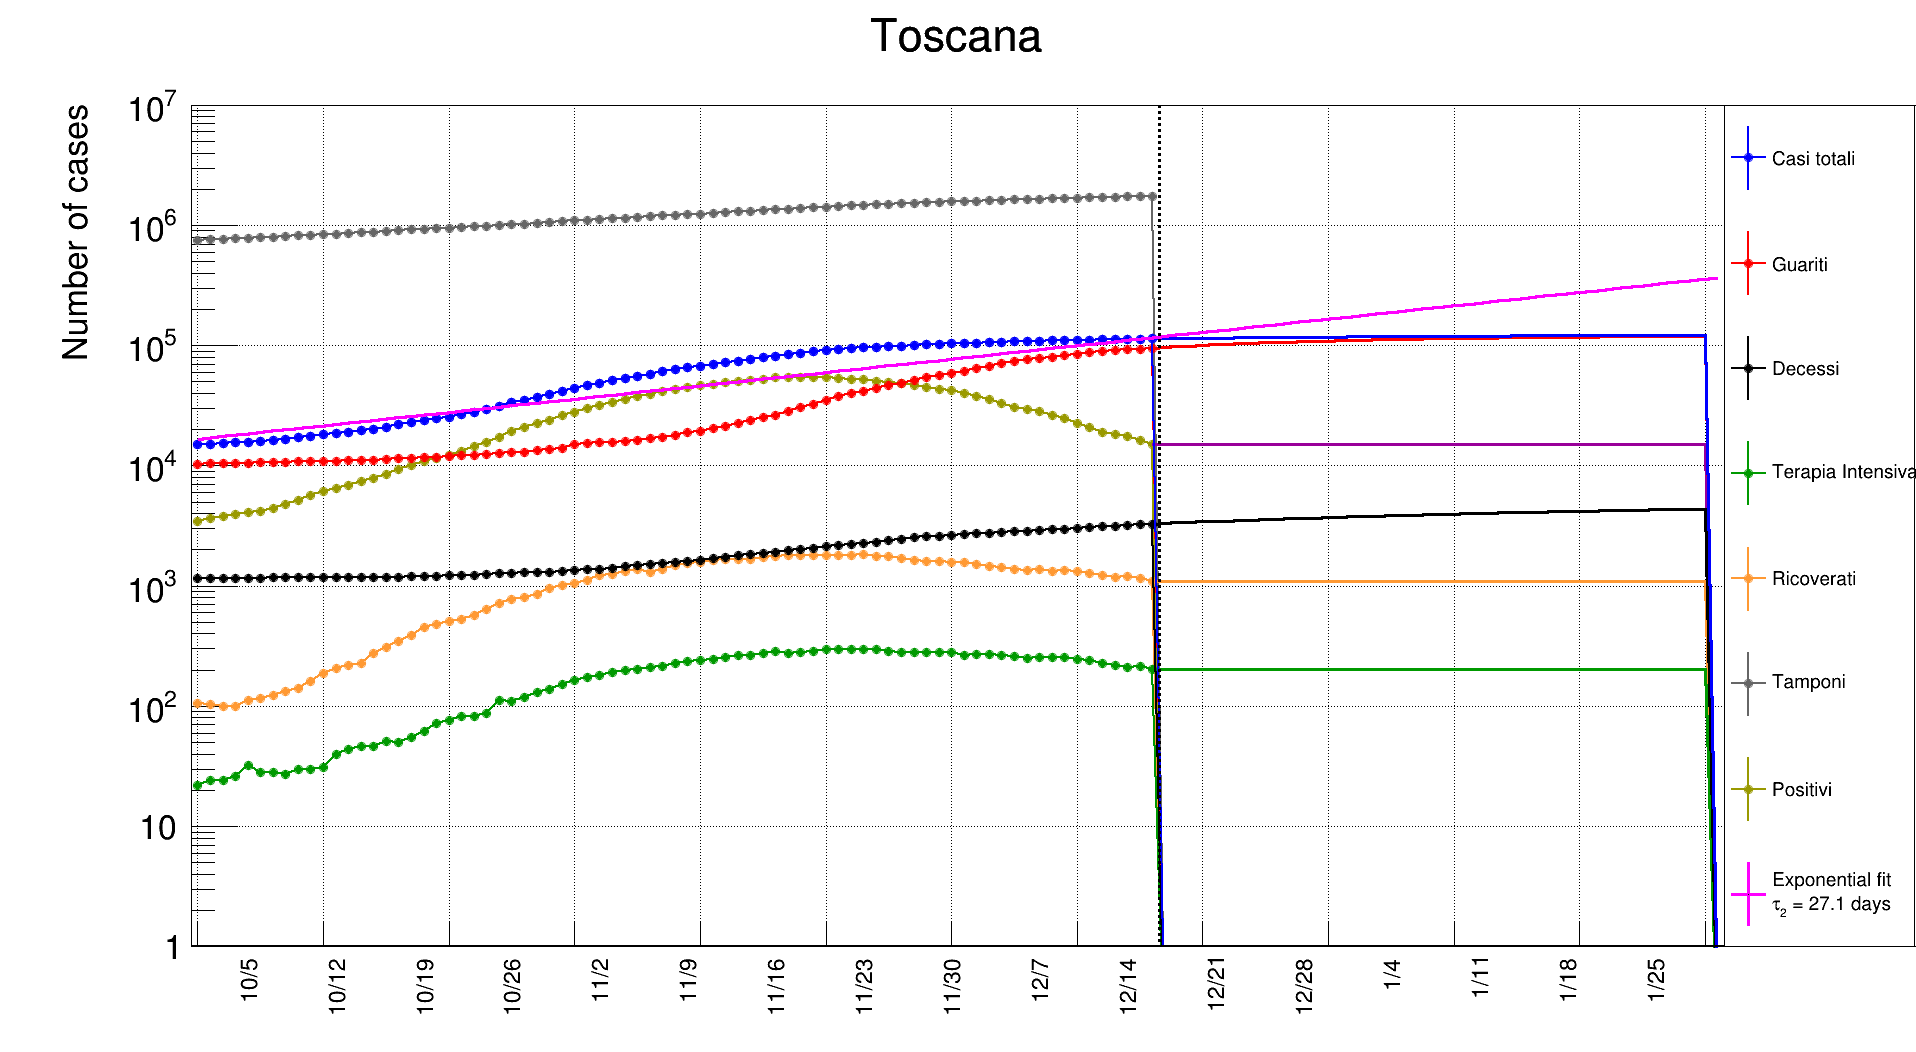 Toscana
Number of cases
10^7
10^6
10^5
10^4
10^3
10^2
10
1
10/5
10/12
10/19
10/26
11/2
11/9
11/16
11/23
11/30
12/7
12/14
12/21
12/28
1/4
1/11
1/18
1/25
Casi totali
Guariti
Decessi
Terapia Intensiva
Ricoverati
Tamponi
Positivi
Exponential fit
τ₂ = 27.1 days